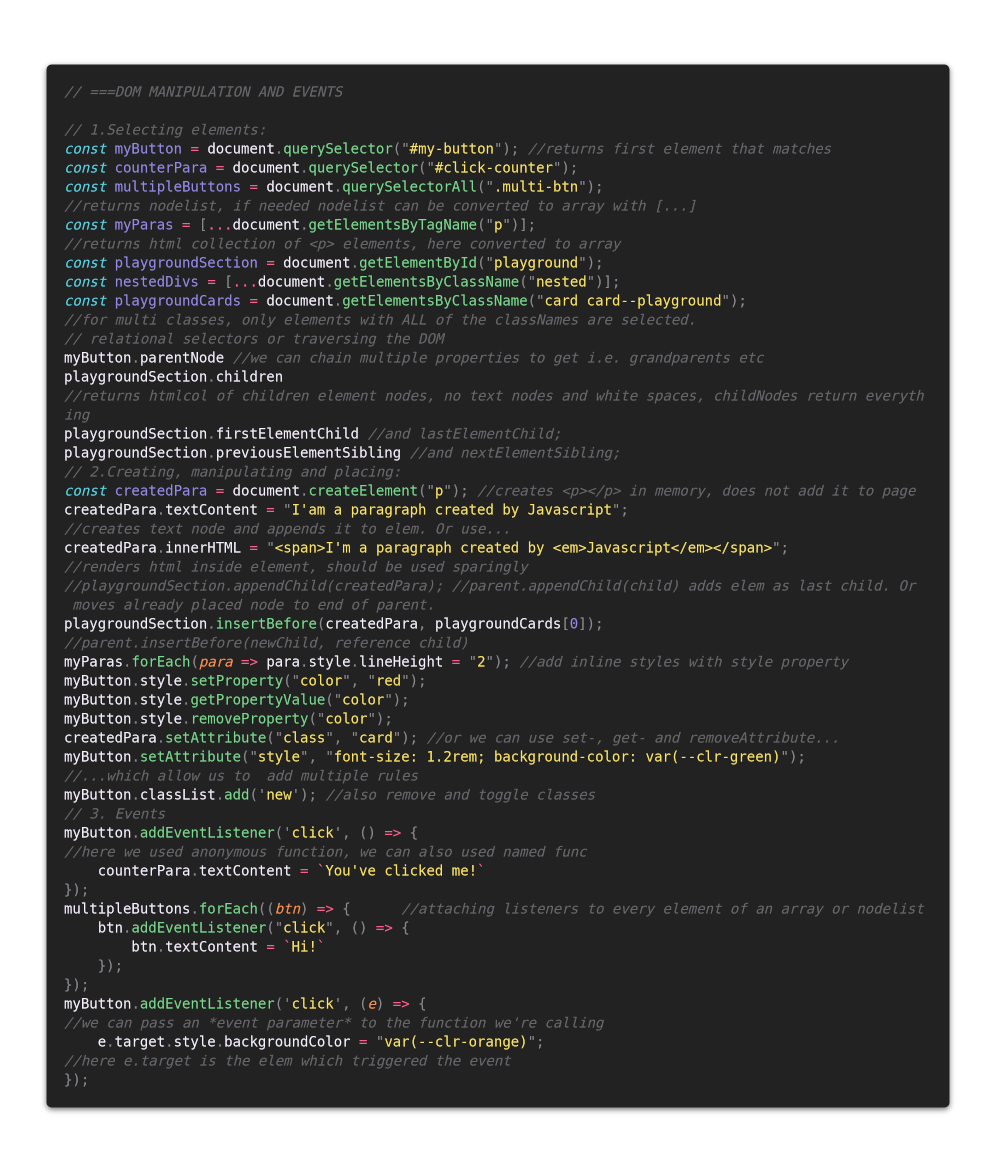 // ===DOM MANIPULATION AND EVENTS

// 1.Selecting elements:
const myButton = document.querySelector("#my-button"); //returns first element that matches
const counterPara = document.querySelector("#click-counter");
const multipleButtons = document.querySelectorAll(".multi-btn");
//returns nodelist, if needed nodelist can be converted to array with [...]
const myParas = [...document.getElementsByTagName("p")];
//returns html collection of <p> elements, here converted to array
const playgroundSection = document.getElementById("playground");
const nestedDivs = [...document.getElementsByClassName("nested")];
const playgroundCards = document.getElementsByClassName("card card--playground");
//for multi classes, only elements with ALL of the classNames are selected.
// relational selectors or traversing the DOM
myButton.parentNode //we can chain multiple properties to get i.e. grandparents etc
playgroundSection.children
//returns htmlcol of children element nodes, no text nodes and white spaces, childNodes return everyth
ing
playgroundSection.firstElementChild //and lastElementChild;
playgroundSection.previousElementSibling //and nextElementSibling;
// 2.Creating, manipulating and placing:
const createdPara = document.createElement("p"); //creates <p></p> in memory, does not add it to page
createdPara.textContent = "I'am a paragraph created by Javascript";
//creates text node and appends it to elem. Or use...
createdPara.innerHTML = "<span>I'm a paragraph created by <em>Javascript</em></span>";
//renders html inside element, should be used sparingly
//playgroundSection.appendChild(createdPara); //parent.appendChild(child) adds elem as last child. Or
 moves already placed node to end of parent.
playgroundSection.insertBefore(createdPara, playgroundCards[0]);
//parent.insertBefore(newChild, reference child)
myParas.forEach(para => para.style.lineHeight = "2"); //add inline styles with style property
myButton.style.setProperty("color", "red");
myButton.style.getPropertyValue("color");
myButton.style.removeProperty("color");
createdPara.setAttribute("class", "card"); //or we can use set-, get- and removeAttribute...
myButton.setAttribute("style", "font-size: 1.2rem; background-color: var(--clr-green)");
//...which allow us to  add multiple rules
myButton.classList.add('new'); //also remove and toggle classes
// 3. Events
myButton.addEventListener('click', () => {
//here we used anonymous function, we can also used named func
    counterPara.textContent = `You've clicked me!`
});
multipleButtons.forEach((btn) => {      //attaching listeners to every element of an array or nodelist
    btn.addEventListener("click", () => {
        btn.textContent = `Hi!`
    });
});
myButton.addEventListener('click', (e) => {
//we can pass an *event parameter* to the function we're calling
    e.target.style.backgroundColor = "var(--clr-orange)";
//here e.target is the elem which triggered the event
});